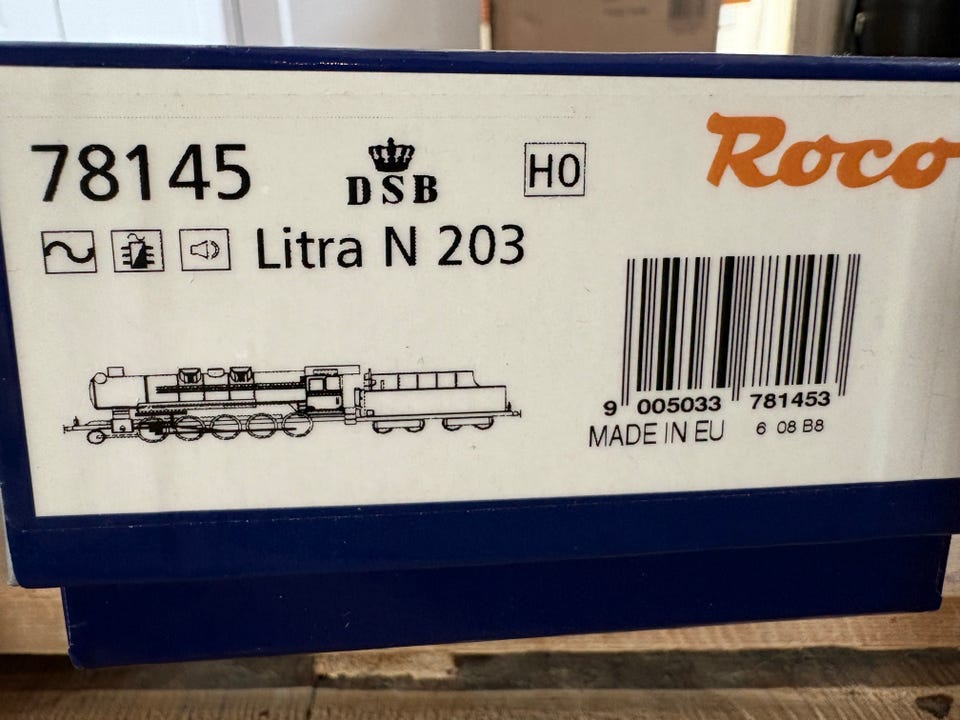 78145
DSB
H0
Roco
Litra N 203
9 005033 781453
MADE IN EU 6 08 B8